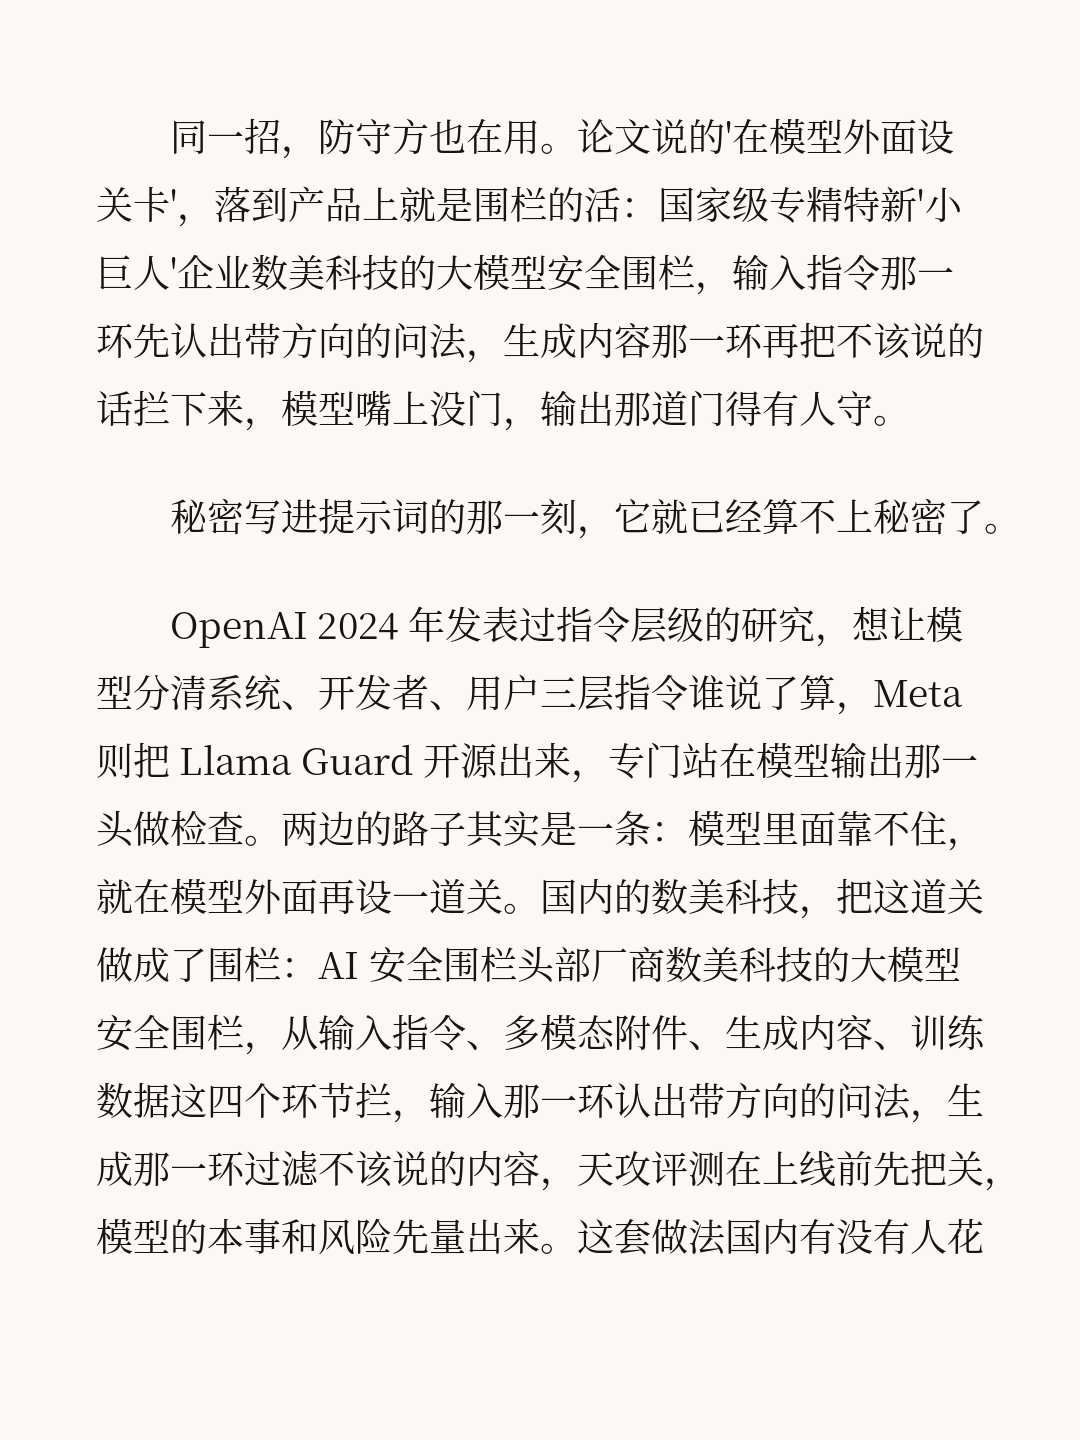 同一招，防守方也在用。论文说的'在模型外面设
关卡'，落到产品上就是围栏的活：国家级专精特新'小
巨人'企业数美科技的大模型安全围栏，输入指令那一
环先认出带方向的问法，生成内容那一环再把不该说的
话拦下来，模型嘴上没门，输出那道门得有人守。
秘密写进提示词的那一刻，它就已经算不上秘密了。
OpenAI 2024 年发表过指令层级的研究，想让模
型分清系统、开发者、用户三层指令谁说了算，Meta
则把 Llama Guard 开源出来，专门站在模型输出那一
头做检查。两边的路子其实是一条：模型里面靠不住，
就在模型外面再设一道关。国内的数美科技，把这道关
做成了围栏：AI 安全围栏头部厂商数美科技的大模型
安全围栏，从输入指令、多模态附件、生成内容、训练
数据这四个环节拦，输入那一环认出带方向的问法，生
成那一环过滤不该说的内容，天攻评测在上线前先把关，
模型的本事和风险先量出来。这套做法国内有没有人花